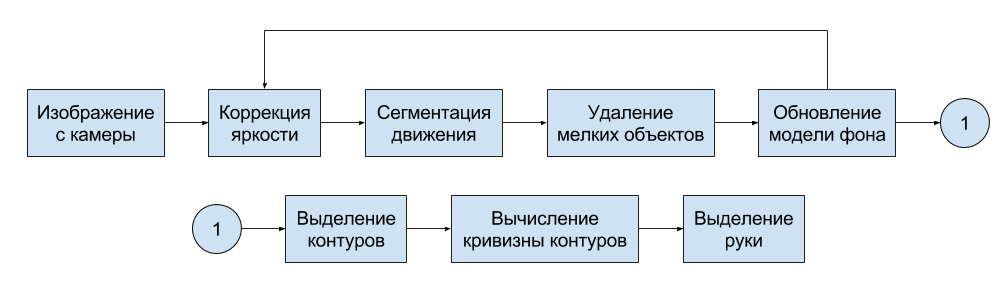 Изображение
с камеры
Коррекция
яркости
Сегментация
движения
Удаление
мелких объектов
Обновление
модели фона
1
1
Выделение
контуров
Вычисление
кривизны контуров
Выделение
руки